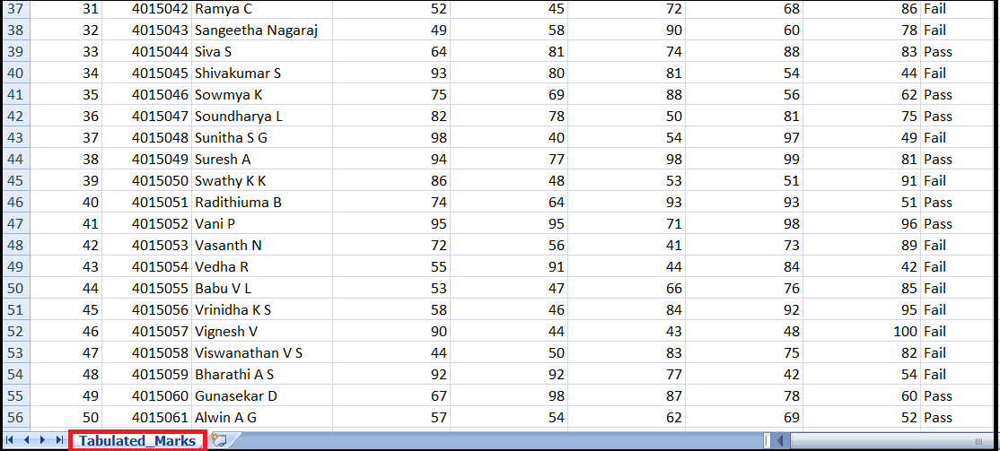 37 31 4015042 Ramya C 52 45 72 68 86 Fail
38 32 4015043 Sangeetha Nagaraj 49 58 90 60 78 Fail
39 33 4015044 Siva S 64 81 74 88 83 Pass
40 34 4015045 Shivakumar S 93 80 81 54 44 Fail
41 35 4015046 Sowmya K 75 69 88 56 62 Pass
42 36 4015047 Soundharya L 82 78 50 81 75 Pass
43 37 4015048 Sunitha S G 98 40 54 97 49 Fail
44 38 4015049 Suresh A 94 77 98 99 81 Pass
45 39 4015050 Swathy K K 86 48 53 51 91 Fail
46 40 4015051 Radithiuma B 74 64 93 93 51 Pass
47 41 4015052 Vani P 95 95 71 98 96 Pass
48 42 4015053 Vasanth N 72 56 41 73 89 Fail
49 43 4015054 Vedha R 55 91 44 84 42 Fail
50 44 4015055 Babu V L 53 47 66 76 85 Fail
51 45 4015056 Vrinidha K S 58 46 84 92 95 Fail
52 46 4015057 Vignesh V 90 44 43 48 100 Fail
53 47 4015058 Viswanathan V S 44 50 83 75 82 Fail
54 48 4015059 Bharathi A S 92 92 77 42 54 Fail
55 49 4015060 Gunasekar D 67 98 87 78 60 Pass
56 50 4015061 Alwin A G 57 54 62 69 52 Pass
Tabulated_Marks